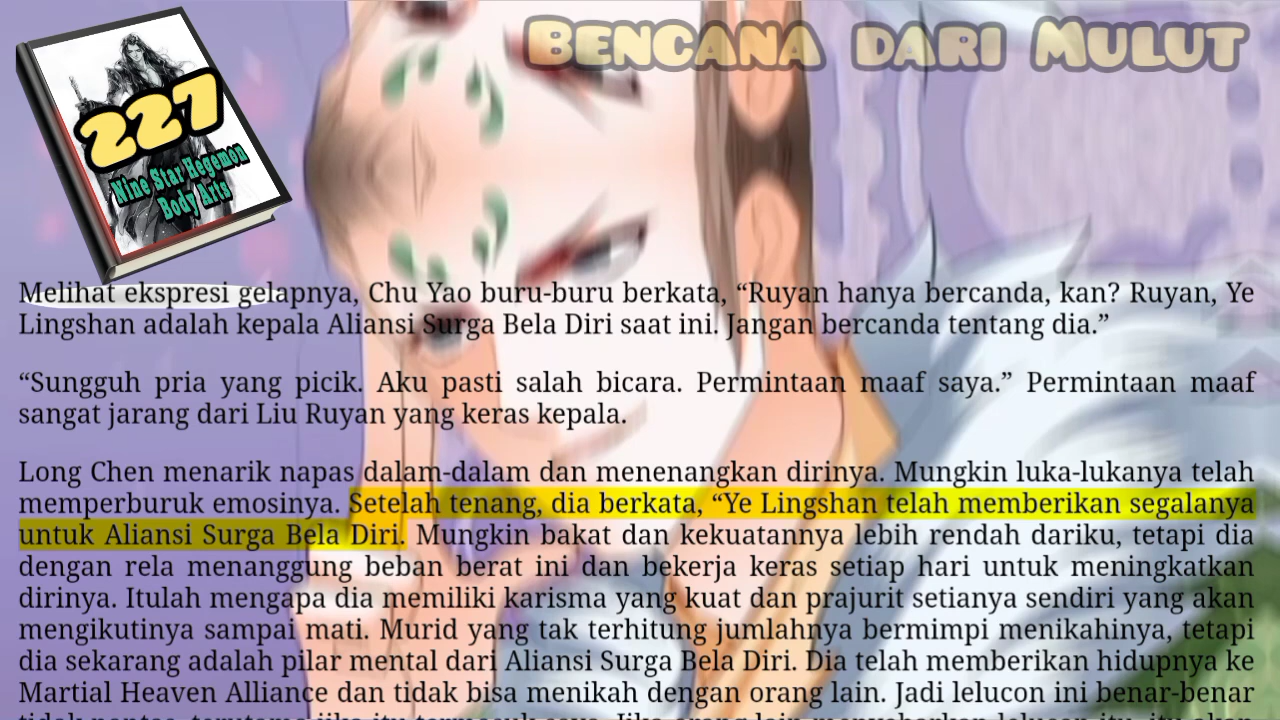 Bencana dari Mulut
227
Nine Star Hegemon
Body Arts
Melihat ekspresi gelapnya, Chu Yao buru-buru berkata, “Ruyan hanya bercanda, kan? Ruyan, Ye
Lingshan adalah kepala Aliansi Surga Bela Diri saat ini. Jangan bercanda tentang dia.”
“Sungguh pria yang picik. Aku pasti salah bicara. Permintaan maaf saya.” Permintaan maaf
sangat jarang dari Liu Ruyan yang keras kepala.
Long Chen menarik napas dalam-dalam dan menenangkan dirinya. Mungkin luka-lukanya telah
memperburuk emosinya. Setelah tenang, dia berkata, “Ye Lingshan telah memberikan segalanya
untuk Aliansi Surga Bela Diri. Mungkin bakat dan kekuatannya lebih rendah dariku, tetapi dia
dengan rela menanggung beban berat ini dan bekerja keras setiap hari untuk meningkatkan
dirinya. Itulah mengapa dia memiliki karisma yang kuat dan prajurit setianya sendiri yang akan
mengikutinya sampai mati. Murid yang tak terhitung jumlahnya bermimpi menikahinya, tetapi
dia sekarang adalah pilar mental dari Aliansi Surga Bela Diri. Dia telah memberikan hidupnya ke
Martial Heaven Alliance dan tidak bisa menikah dengan orang lain. Jadi lelucon ini benar-benar